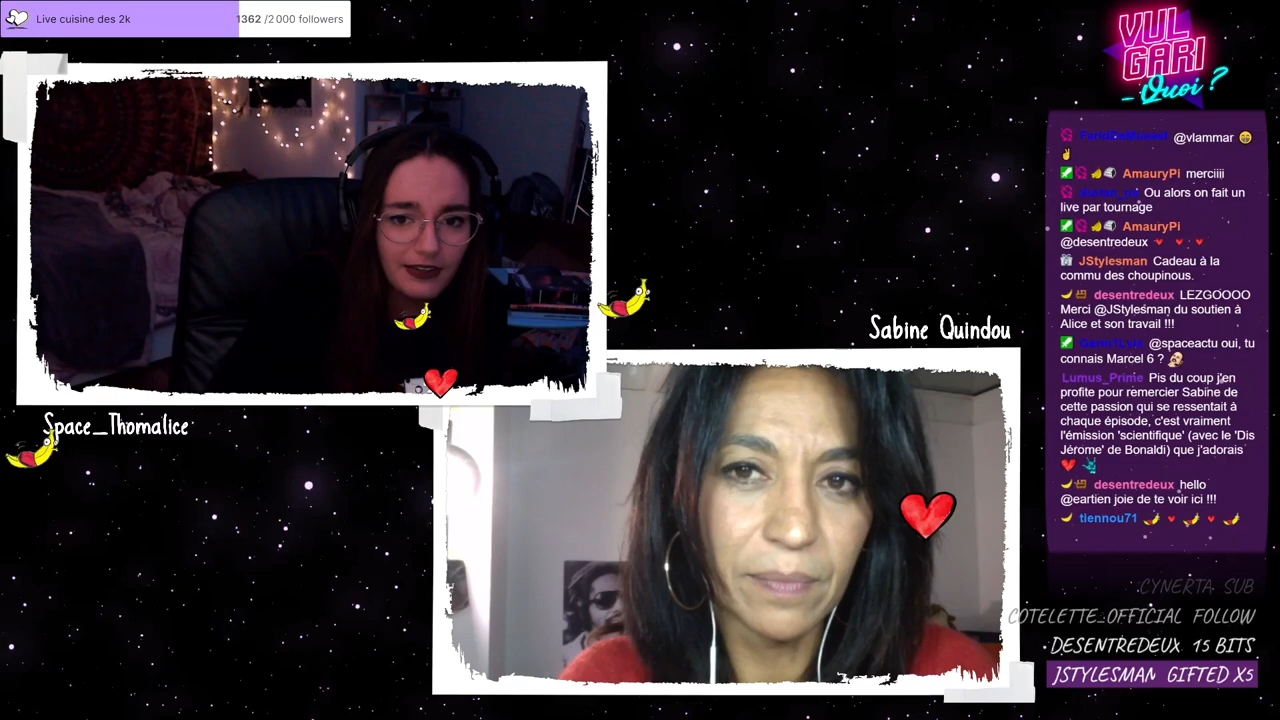 Live cuisine des 2k
1362 /2000 followers
VUL
GARI
-Quoi ?
Sabine Quindou
Space_Thomalice
@vlammar
AmauryPi merciiii
Ou alors on fait un
live par tournage
AmauryPi
@desentredeux
JStylesman Cadeau à la
commu des choupinous.
desentredeux LEZGOOOO
Merci @JStylesman du soutien à
Alice et son travail !!!
@spaceactu oui, tu
connais Marcel 6 ?
Lumus_Prime Pis du coup j'en
profite pour remercier Sabine de
cette passion qui se ressentait à
chaque épisode, c'est vraiment
l'émission 'scientifique' (avec le 'Dis
Jérome' de Bonaldi) que j'adorais
desentredeux hello
@eartien joie de te voir ici !!!
tiennou71
CYNERTA SUB
COTELETTE_OFFICIAL FOLLOW
DESENTREDEUX 15 BITS
JSTYLESMAN GIFTED X5